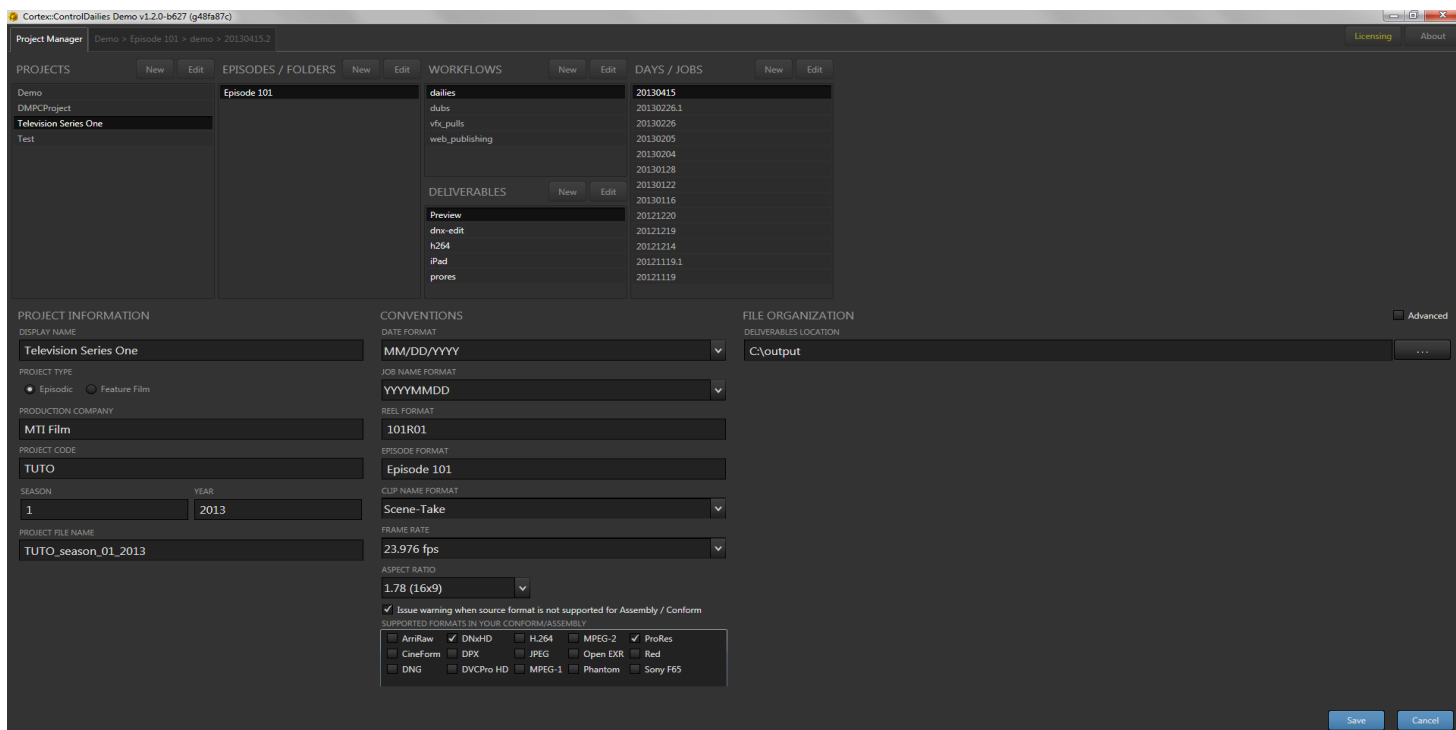 Cortex::ControlDailies Demo v1.2.0-b627 (g48fa87c)
Project Manager
Demo > Episode 101 > demo > 20130415.2
Licensing
About
PROJECTS
New
Edit
EPISODES / FOLDERS
New
Edit
WORKFLOWS
New
Edit
DAYS / JOBS
New
Edit
Demo
DMPCProject
Television Series One
Test
Episode 101
dailies
dubs
vfx_pulls
web_publishing
DELIVERABLES
New
Edit
Preview
dnx-edit
h264
iPad
prores
20130415
20130226.1
20130226
20130205
20130204
20130128
20130122
20130116
20121220
20121219
20121214
20121119.1
20121119
PROJECT INFORMATION
DISPLAY NAME
Television Series One
PROJECT TYPE
Episodic
Feature Film
PRODUCTION COMPANY
MTI Film
PROJECT CODE
TUTO
SEASON
YEAR
1
2013
PROJECT FILE NAME
TUTO_season_01_2013
CONVENTIONS
DATE FORMAT
MM/DD/YYYY
JOB NAME FORMAT
YYYYMMDD
REEL FORMAT
101R01
EPISODE FORMAT
Episode 101
CLIP NAME FORMAT
Scene-Take
FRAME RATE
23.976 fps
ASPECT RATIO
1.78 (16x9)
Issue warning when source format is not supported for Assembly / Conform
SUPPORTED FORMATS IN YOUR CONFORM/ASSEMBLY
ArriRaw DNxHD H.264 MPEG-2 ProRes
CineForm DPX JPEG Open EXR Red
DNG DVCPro HD MPEG-1 Phantom Sony F65
FILE ORGANIZATION
Advanced
DELIVERABLES LOCATION
C:\output
...
Save
Cancel